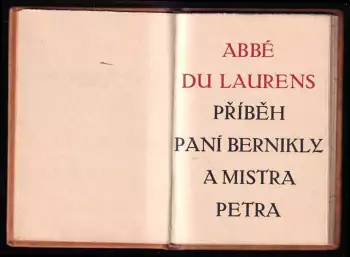 ABBÉ
DU LAURENS
PŘÍBĚH
PANÍ BERNIKLY
A MISTRA
PETRA